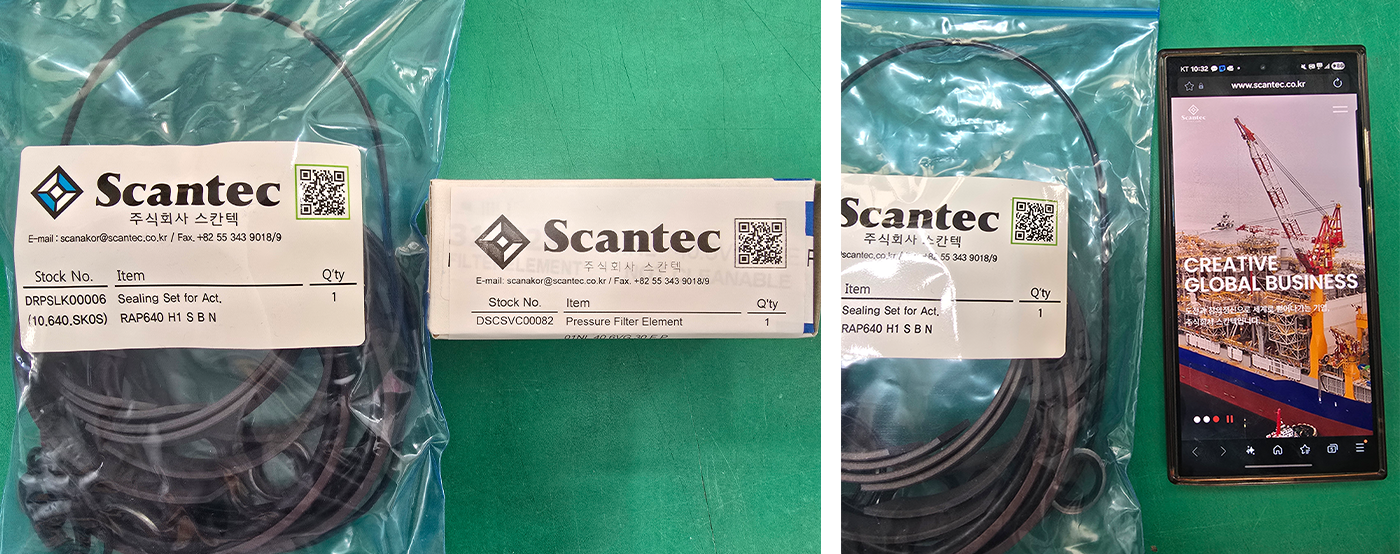 Scantec
주식회사 스칸텍
E-mail : scanakor@scantec.co.kr / Fax. +82 55 343 9018/9
Stock No. Item Q'ty
DRPSLK00006 Sealing Set for Act. 1
(10.640.SK0S) RAP640 H1 S B N
Scantec
주식회사 스칸텍
E-mail: scanakor@scantec.co.kr / Fax. +82 55 343 9018/9
Stock No. Item Q'ty
DSCSVC00082 Pressure Filter Element 1
Scantec
주식회사 스칸텍
@scantec.co.kr / Fax. +82 55 343 9018/9
Item Q'ty
Sealing Set for Act. 1
RAP640 H1 S B N
KT 10:32
www.scantec.co.kr
Scantec
CREATIVE
GLOBAL BUSINESS